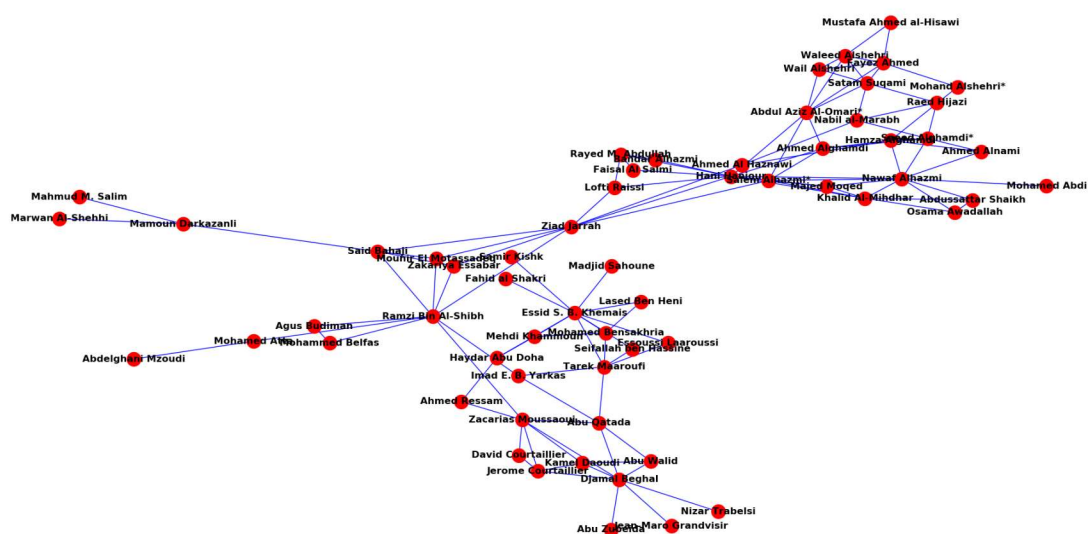 Mustafa Ahmed al-Hisawi
Waleed Alshehri
Fayez Ahmed
Wail Alshehri
Satam Suqami
Mohand Alshehri*
Raed Hijazi
Abdul Aziz Al-Omari*
Nabil al-Marabh
Saeed Alghamdi*
Hamza Alghamdi
Ahmed Alghamdi
Ahmed Alnami
Rayed M. Abdullah
Bandar Alhazmi
Ahmed Al Haznawi
Faisal Al Salmi
Hani Hanjour
Salem Alhazmi*
Nawaf Alhazmi
Lofti Raissi
Majed Moqed
Mohamed Abdi
Khalid Al-Mihdhar
Abdussattar Shaikh
Osama Awadallah
Mahmud M. Salim
Marwan Al-Shehhi
Mamoun Darkazanli
Ziad Jarrah
Said Bahaji
Mounir El Motassadeq
Samir Kishk
Zakariya Essabar
Madjid Sahoune
Fahid al Shakri
Lased Ben Heni
Essid S. B. Khemais
Ramzi Bin Al-Shibh
Agus Budiman
Mohamed Atta
Mohammed Belfas
Mehdi Khammoun
Mohamed Bensakhria
Essoussi Laaroussi
Seifallah ben Hassine
Abdelghani Mzoudi
Haydar Abu Doha
Tarek Maaroufi
Imad E. B. Yarkas
Ahmed Ressam
Zacarias Moussaoui
Abu Qatada
David Courtaillier
Kamel Daoudi
Abu Walid
Jerome Courtaillier
Djamal Beghal
Nizar Trabelsi
Abu Zubeida
Jean-Marc Grandvisir